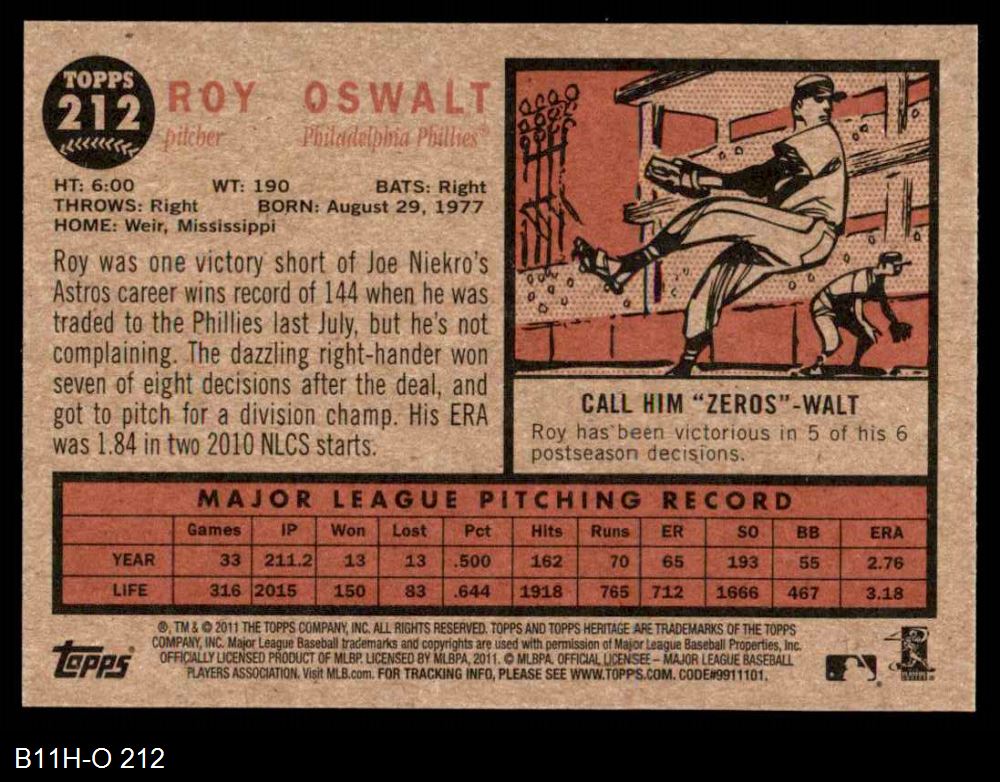 TOPPS
212
ROY OSWALT
pitcher Philadelphia Phillies®
HT: 6:00 WT: 190 BATS: Right
THROWS: Right BORN: August 29, 1977
HOME: Weir, Mississippi
Roy was one victory short of Joe Niekro's
Astros career wins record of 144 when he was
traded to the Phillies last July, but he's not
complaining. The dazzling right-hander won
seven of eight decisions after the deal, and
got to pitch for a division champ. His ERA
was 1.84 in two 2010 NLCS starts.
CALL HIM "ZEROS"-WALT
Roy has been victorious in 5 of his 6
postseason decisions.
MAJOR LEAGUE PITCHING RECORD
Games IP Won Lost Pct Hits Runs ER SO BB ERA
YEAR 33 211.2 13 13 .500 162 70 65 193 55 2.76
LIFE 316 2015 150 83 .644 1918 765 712 1666 467 3.18
®, TM & © 2011 THE TOPPS COMPANY, INC. ALL RIGHTS RESERVED. TOPPS AND TOPPS HERITAGE ARE TRADEMARKS OF THE TOPPS
COMPANY, INC. Major League Baseball trademarks and copyrights are used with permission of Major League Baseball Properties, Inc.
OFFICIALLY LICENSED PRODUCT OF MLBP. LICENSED BY MLBPA, 2011. © MLBPA. OFFICIAL LICENSEE – MAJOR LEAGUE BASEBALL
PLAYERS ASSOCIATION. Visit MLB.com. FOR TRACKING INFO, PLEASE SEE WWW.TOPPS.COM. CODE#9911101.
Topps®
B11H-O 212